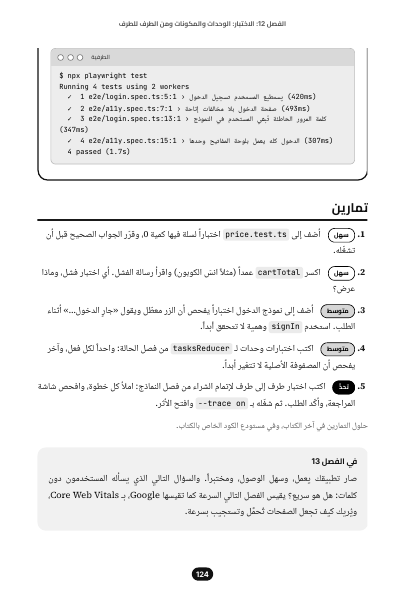 الفصل 12: الاختبار: الوحدات والمكونات ومن الطرف للطرف
الطرفية
$ npx playwright test
Running 4 tests using 2 workers
✓ 1 e2e/login.spec.ts:5:1 › يستطيع المستخدم تسجيل الدخول (420ms)
✓ 2 e2e/a11y.spec.ts:7:1 › صفحة الدخول بلا مخالفات إتاحة (493ms)
✓ 3 e2e/login.spec.ts:13:1 › كلمة المرور الخاطئة تُبقي المستخدم في النموذج
(347ms)
✓ 4 e2e/a11y.spec.ts:15:1 › الدخول كله يعمل بلوحة المفاتيح وحدها (307ms)
4 passed (1.7s)
تمارين
1. سهل أضف إلى price.test.ts اختباراً لسلة فيها كمية 0، وقرّر الجواب الصحيح قبل أن
تشغّله.
2. سهل اكسر cartTotal عمداً (مثلاً انسَ الكوبون) واقرأ رسالة الفشل. أي اختبار فشل، وماذا
عرض؟
3. متوسط أضف إلى نموذج الدخول اختباراً يفحص أن الزر معطّل ويقول «جارٍ الدخول…» أثناء
الطلب. استخدم signIn وهمية لا تتحقق أبداً.
4. متوسط اكتب اختبارات وحدات لـ tasksReducer من فصل الحالة: واحداً لكل فعل، وآخر
يفحص أن المصفوفة الأصلية لا تتغير أبداً.
5. تحدٍّ اكتب اختبار طرف إلى طرف لإتمام الشراء من فصل النماذج: املأ كل خطوة، وافحص شاشة
المراجعة، وأكّد الطلب. ثم شغّله بـ --trace on وافتح الأثر.
حلول التمارين في آخر الكتاب، وفي مستودع الكود الخاص بالكتاب.
في الفصل 13
صار تطبيقك يعمل، وسهل الوصول، ومختبراً. والسؤال التالي الذي يسأله المستخدمون دون
كلمات: هل هو سريع؟ يقيس الفصل التالي السرعة كما تقيسها Google، بـ Core Web Vitals،
ويُريك كيف تجعل الصفحات تُحمَّل وتستجيب بسرعة.
124